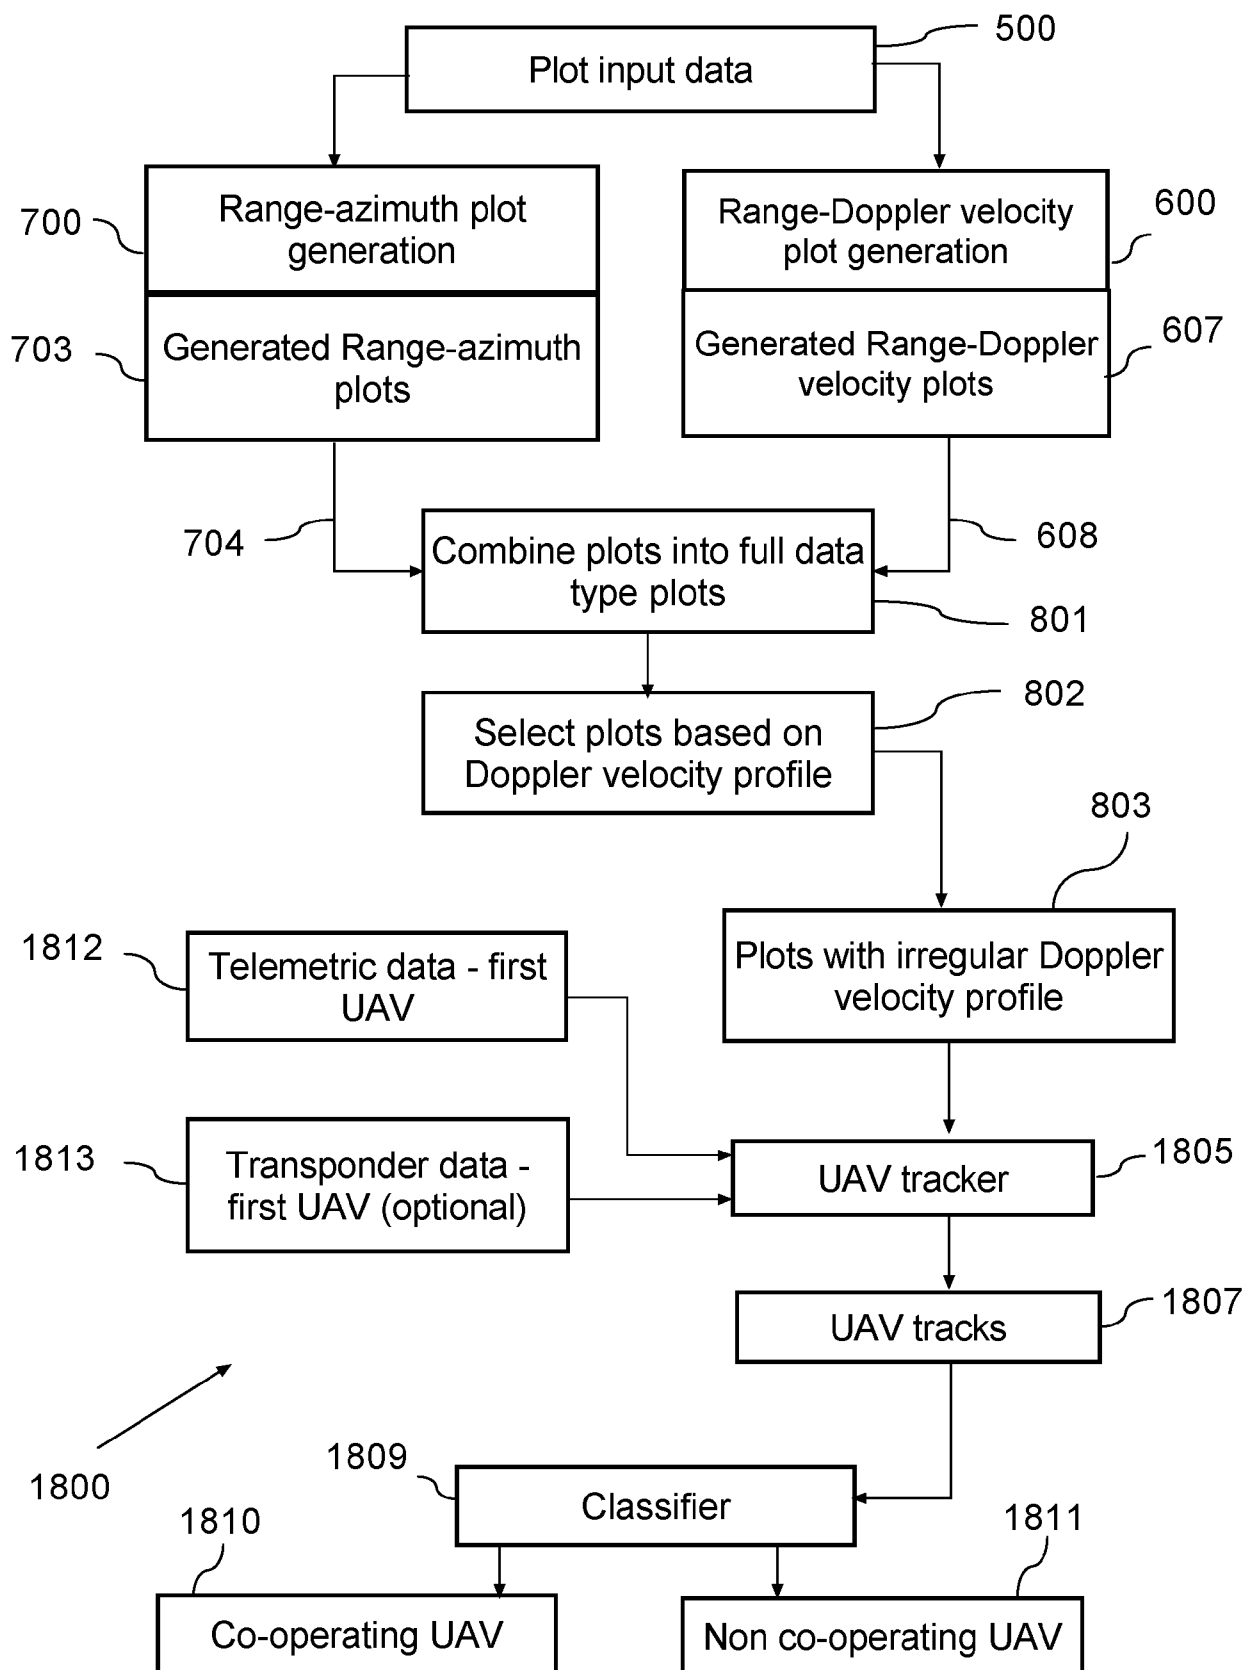 500
Plot input data
Range-azimuth plot
generation
700
Range-Doppler velocity
plot generation
600
703
Generated Range-azimuth
plots
Generated Range-Doppler
velocity plots
607
704
608
Combine plots into full data
type plots
801
802
Select plots based on
Doppler velocity profile
803
Plots with irregular Doppler
velocity profile
1812
Telemetric data - first
UAV
1813
Transponder data -
first UAV (optional)
UAV tracker
1805
UAV tracks
1807
1800
1809
Classifier
1810
Co-operating UAV
1811
Non co-operating UAV